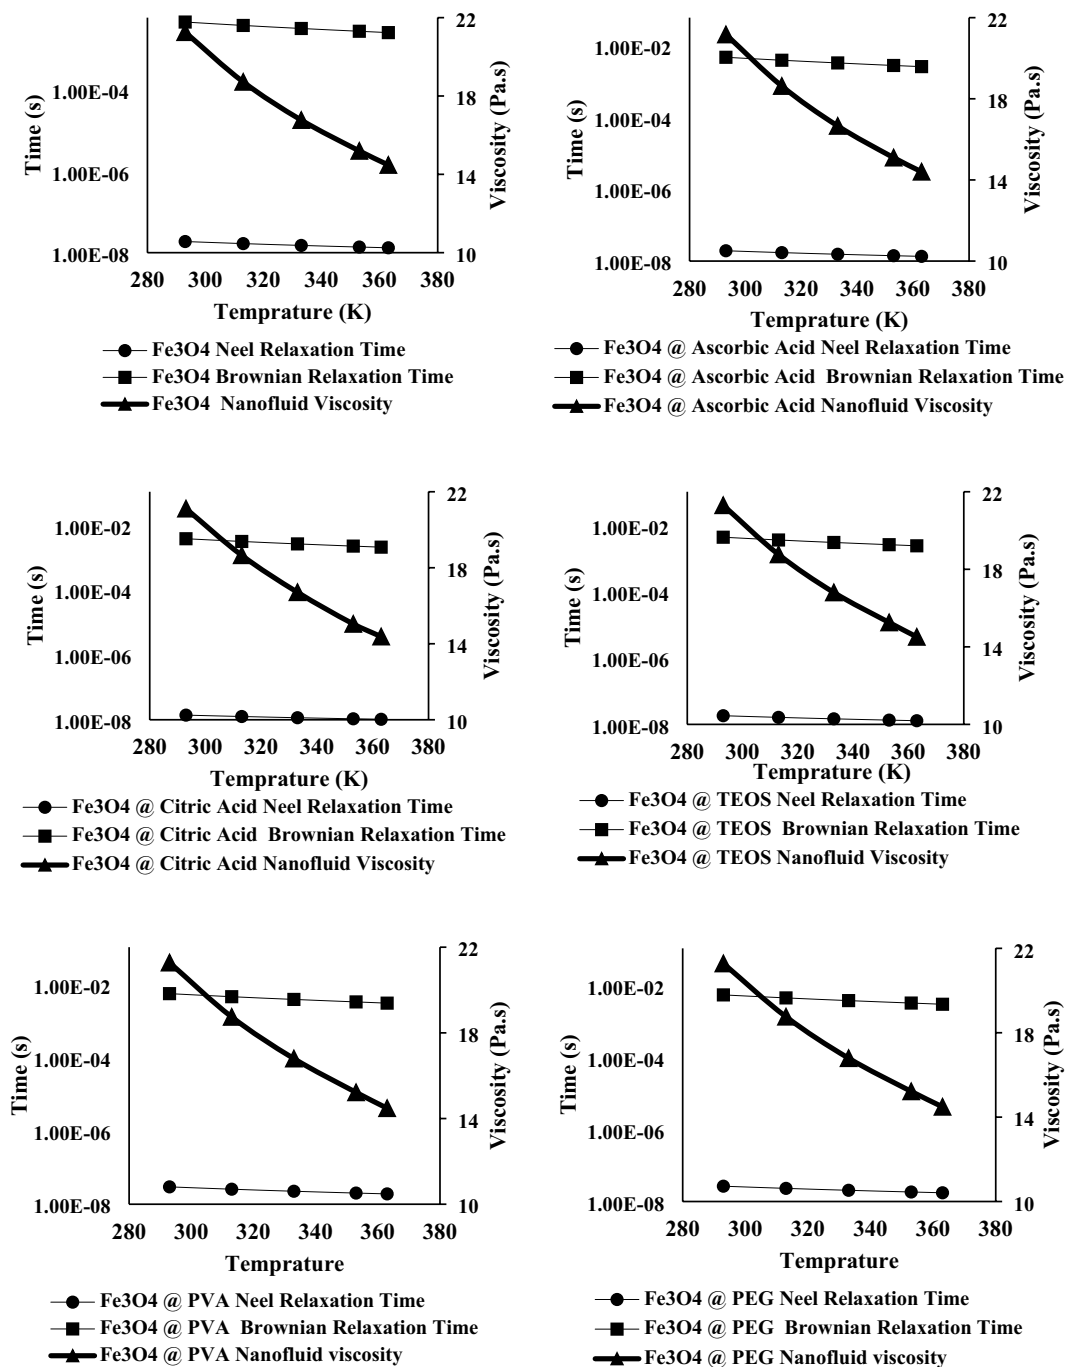 22
1.00E-04
18
Time (s)
Viscosity (Pa.s)
1.00E-06
14
1.00E-08
10
280 300 320 340 360 380
Temprature (K)
Fe3O4 Neel Relaxation Time
Fe3O4 Brownian Relaxation Time
Fe3O4 Nanofluid Viscosity
22
1.00E-02
18
1.00E-04
Time (s)
Viscosity (Pa.s)
1.00E-06
14
1.00E-08
10
280 300 320 340 360 380
Temprature (K)
Fe3O4 @ Ascorbic Acid Neel Relaxation Time
Fe3O4 @ Ascorbic Acid Brownian Relaxation Time
Fe3O4 @ Ascorbic Acid Nanofluid Viscosity
22
1.00E-02
18
1.00E-04
Time (s)
Viscosity (Pa.s)
1.00E-06
14
1.00E-08
10
280 300 320 340 360 380
Temprature (K)
Fe3O4 @ Citric Acid Neel Relaxation Time
Fe3O4 @ Citric Acid Brownian Relaxation Time
Fe3O4 @ Citric Acid Nanofluid Viscosity
22
1.00E-02
18
1.00E-04
Time (s)
Viscosity (Pa.s)
1.00E-06
14
1.00E-08
10
280 300 320 340 360 380
Temprature (K)
Fe3O4 @ TEOS Neel Relaxation Time
Fe3O4 @ TEOS Brownian Relaxation Time
Fe3O4 @ TEOS Nanofluid Viscosity
22
1.00E-02
18
1.00E-04
Time (s)
Viscosity (Pa.s)
1.00E-06
14
1.00E-08
10
280 300 320 340 360 380
Temprature
Fe3O4 @ PVA Neel Relaxation Time
Fe3O4 @ PVA Brownian Relaxation Time
Fe3O4 @ PVA Nanofluid viscosity
22
1.00E-02
18
1.00E-04
Time (s)
Viscosity (Pa.s)
1.00E-06
14
1.00E-08
10
280 300 320 340 360 380
Temprature
Fe3O4 @ PEG Neel Relaxation Time
Fe3O4 @ PEG Brownian Relaxation Time
Fe3O4 @ PEG Nanofluid viscosity